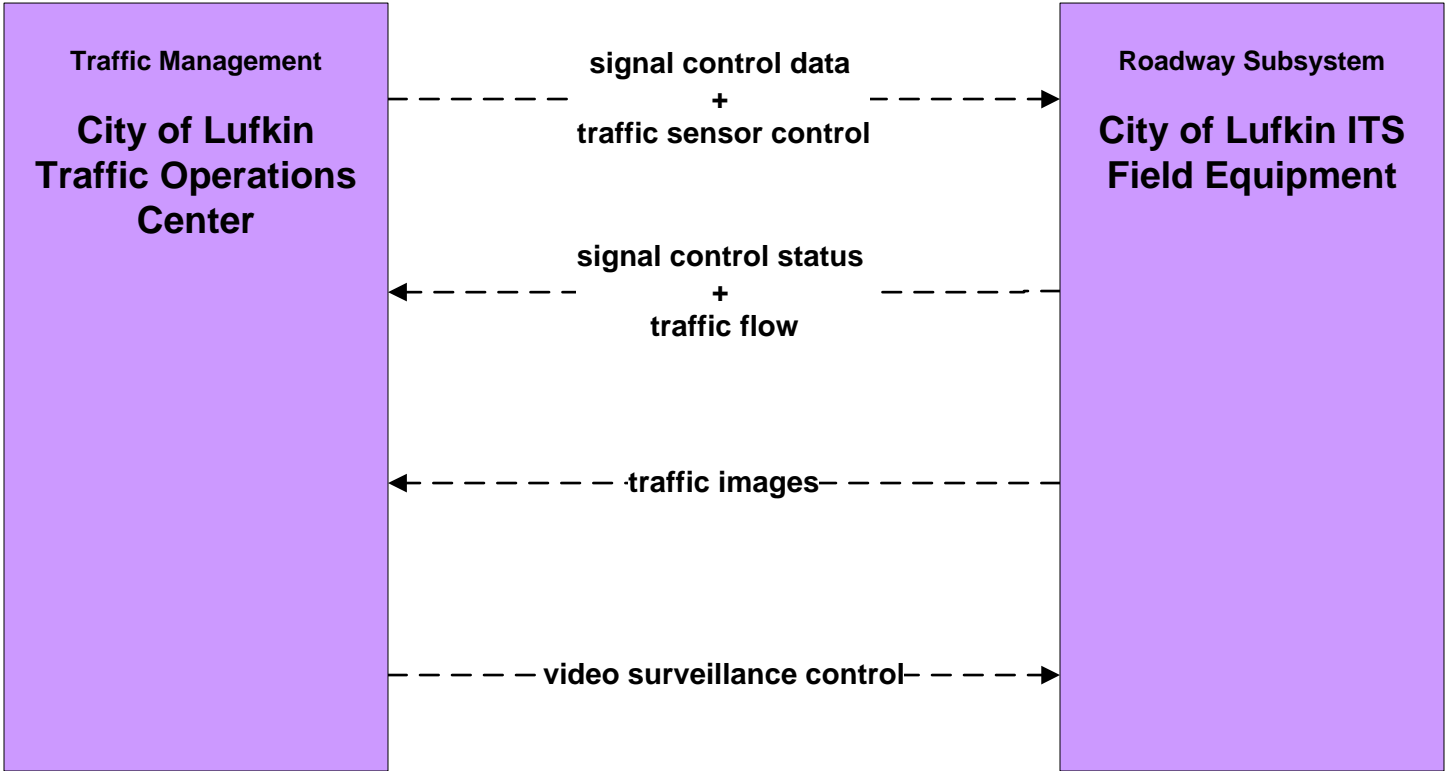 Traffic Management
City of Lufkin
Traffic Operations
Center
signal control data
+
traffic sensor control
signal control status
+
traffic flow
traffic images
video surveillance control
Roadway Subsystem
City of Lufkin ITS
Field Equipment